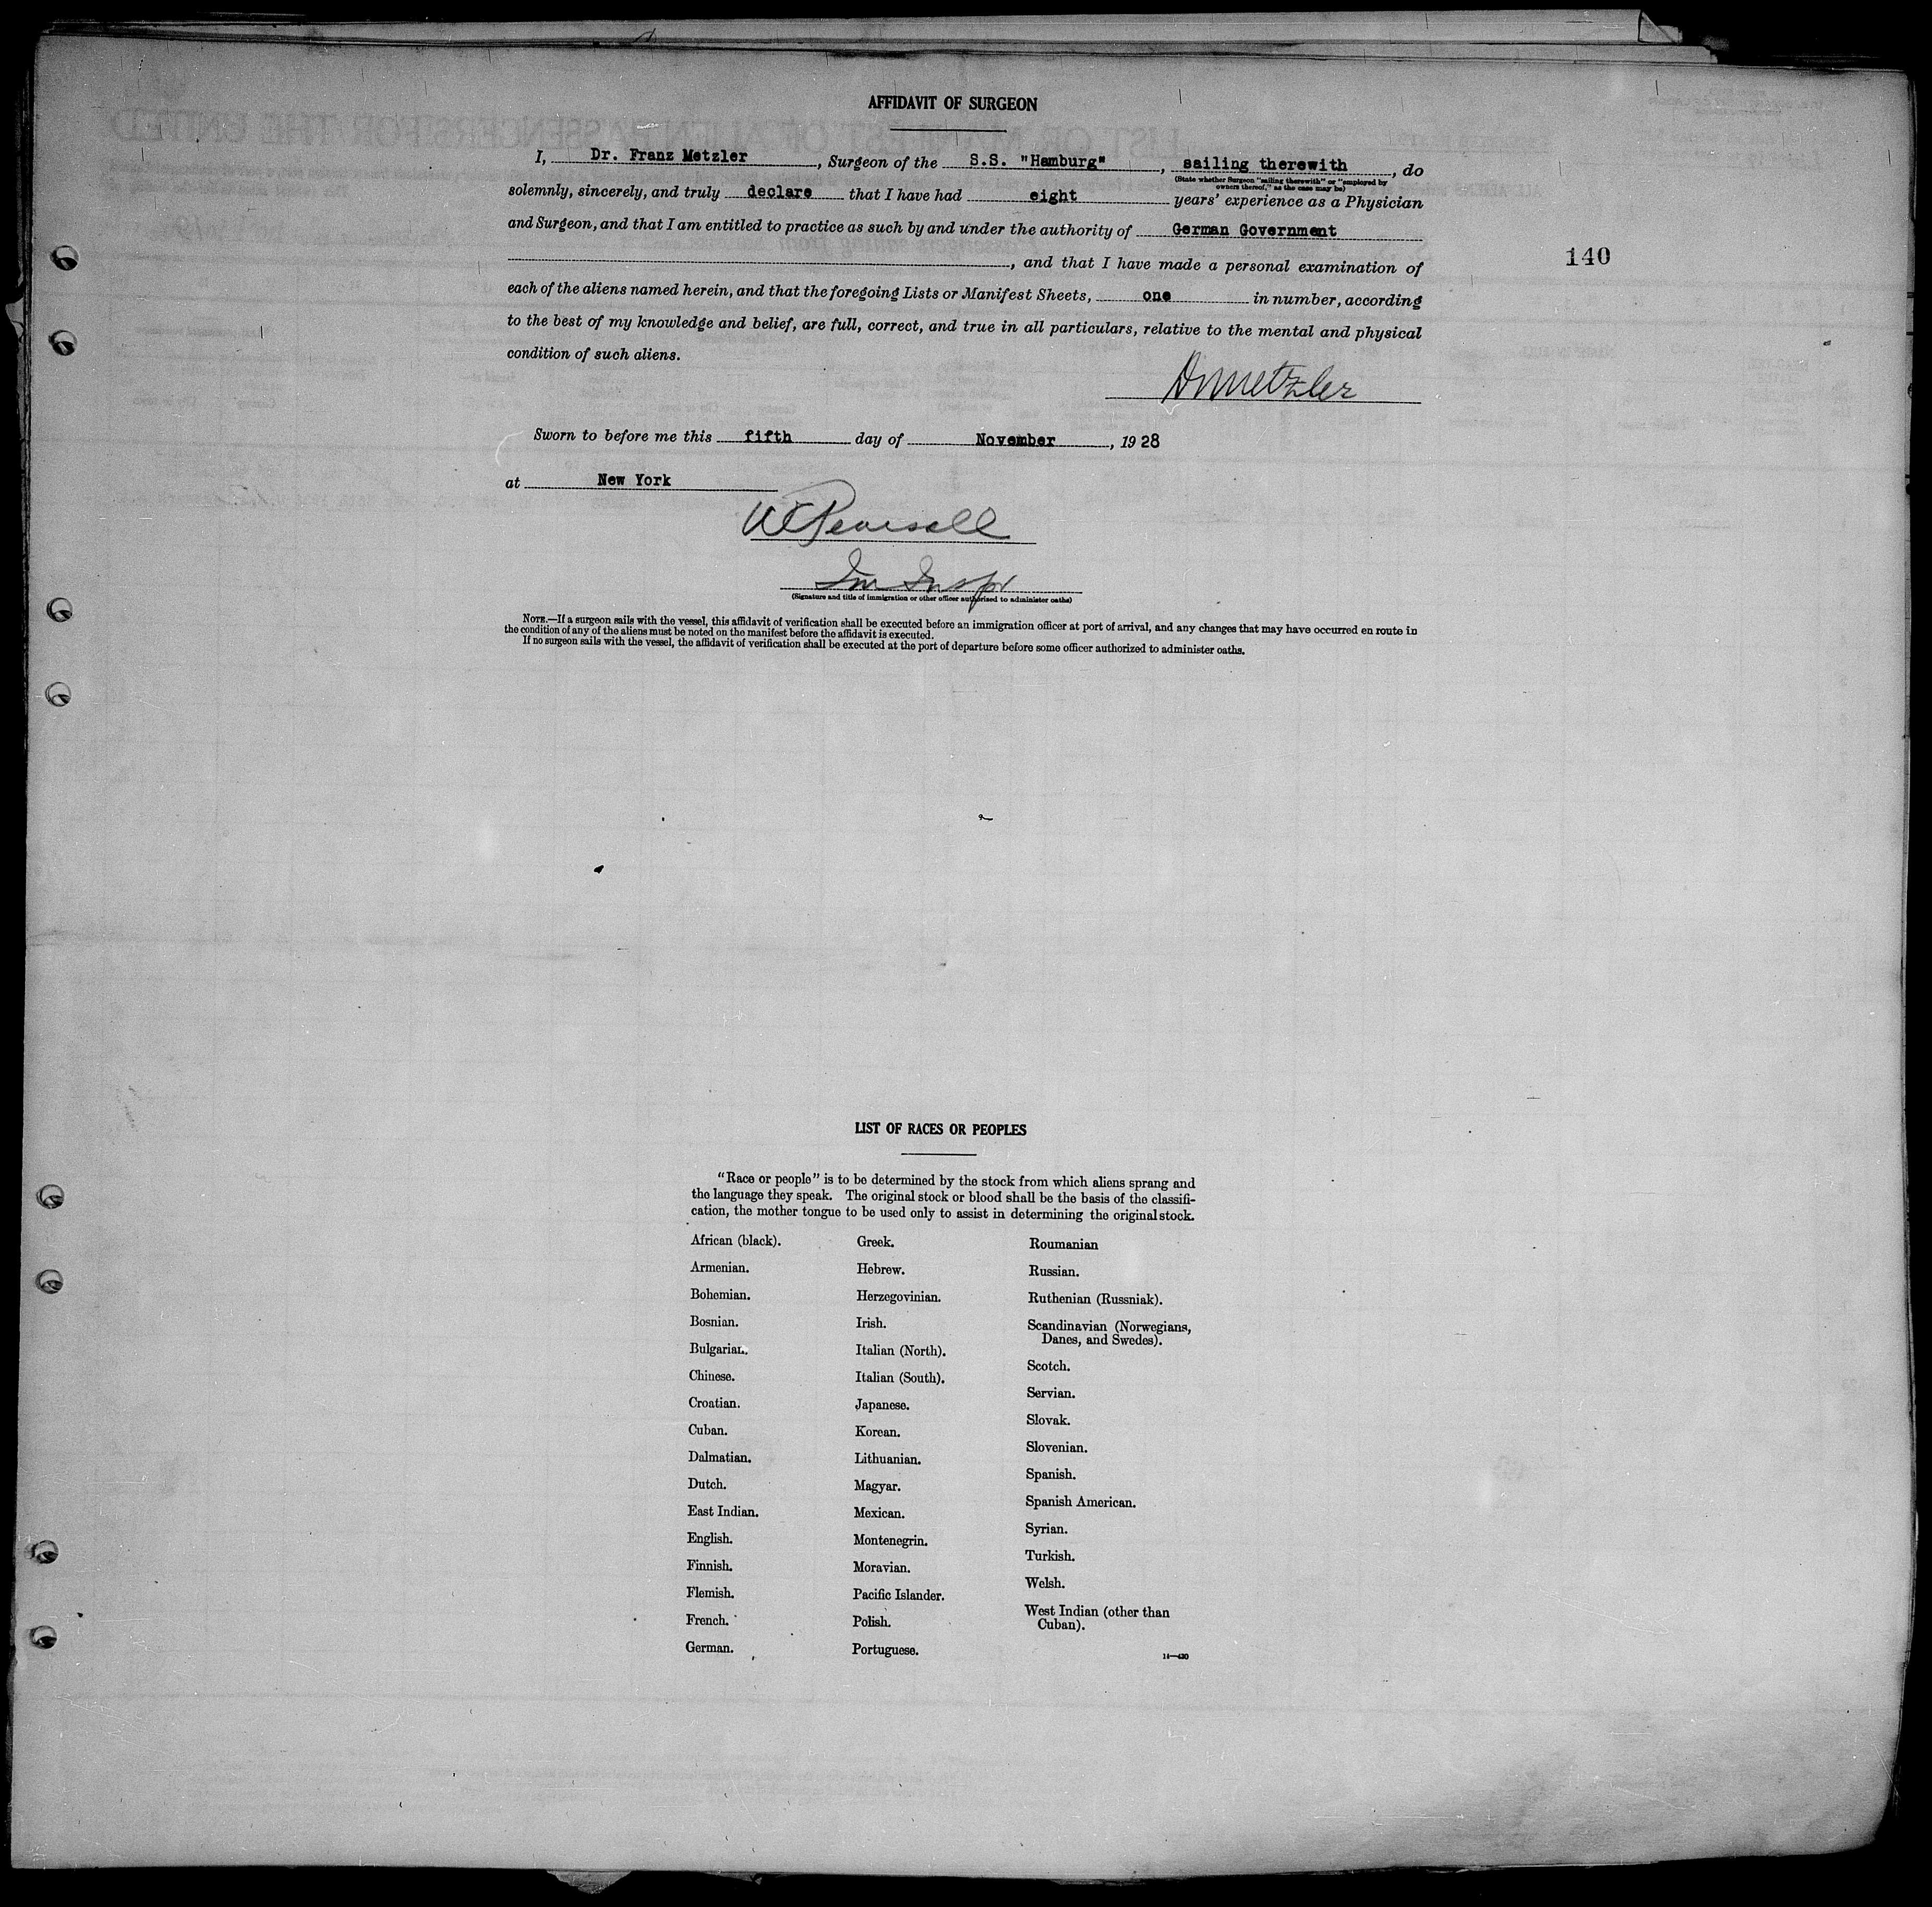 AFFIDAVIT OF SURGEON
I, Dr. Franz Metzler, Surgeon of the S.S. "Hamburg", sailing therewith, do
(State whether Surgeon "sailing therewith" or "employed by
owners thereof," as the case may be)
solemnly, sincerely, and truly declare that I have had eight years' experience as a Physician
and Surgeon, and that I am entitled to practice as such by and under the authority of German Government
, and that I have made a personal examination of
140
each of the aliens named herein, and that the foregoing Lists or Manifest Sheets, one in number, according
to the best of my knowledge and belief, are full, correct, and true in all particulars, relative to the mental and physical
condition of such aliens.
Dr Metzler
Sworn to before me this fifth day of November, 1928
at New York
W Pearsall
Im Inspr
(Signature and title of immigration or other officer authorized to administer oaths)
NOTE.—If a surgeon sails with the vessel, this affidavit of verification shall be executed before an immigration officer at port of arrival, and any changes that may have occurred en route in
the condition of any of the aliens must be noted on the manifest before the affidavit is executed.
If no surgeon sails with the vessel, the affidavit of verification shall be executed at the port of departure before some officer authorized to administer oaths.
LIST OF RACES OR PEOPLES
"Race or people" is to be determined by the stock from which aliens sprang and
the language they speak. The original stock or blood shall be the basis of the classifi-
cation, the mother tongue to be used only to assist in determining the original stock.
African (black).
Armenian.
Bohemian.
Bosnian.
Bulgarian.
Chinese.
Croatian.
Cuban.
Dalmatian.
Dutch.
East Indian.
English.
Finnish.
Flemish.
French.
German.
Greek.
Hebrew.
Herzegovinian.
Irish.
Italian (North).
Italian (South).
Japanese.
Korean.
Lithuanian.
Magyar.
Mexican.
Montenegrin.
Moravian.
Pacific Islander.
Polish.
Portuguese.
Roumanian
Russian.
Ruthenian (Russniak).
Scandinavian (Norwegians,
Danes, and Swedes).
Scotch.
Servian.
Slovak.
Slovenian.
Spanish.
Spanish American.
Syrian.
Turkish.
Welsh.
West Indian (other than
Cuban).
14—430